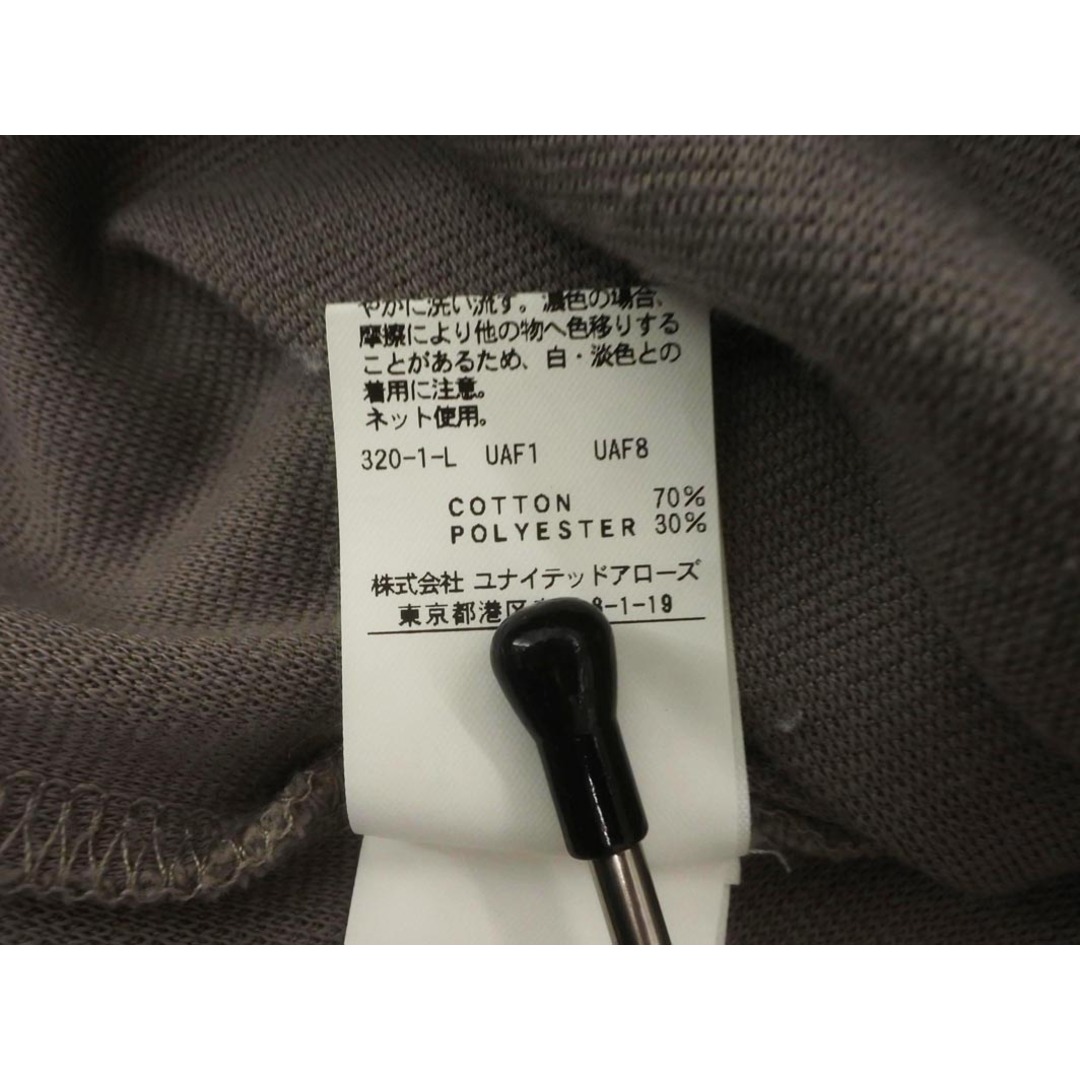 やかに洗い流す。濃色の場合、
摩擦により他の物へ色移りする
ことがあるため、白・淡色との
着用に注意。
ネット使用。
320-1-L UAF1 UAF8
COTTON 70%
POLYESTER 30%
株式会社 ユナイテッドアローズ
東京都港区 8-1-19